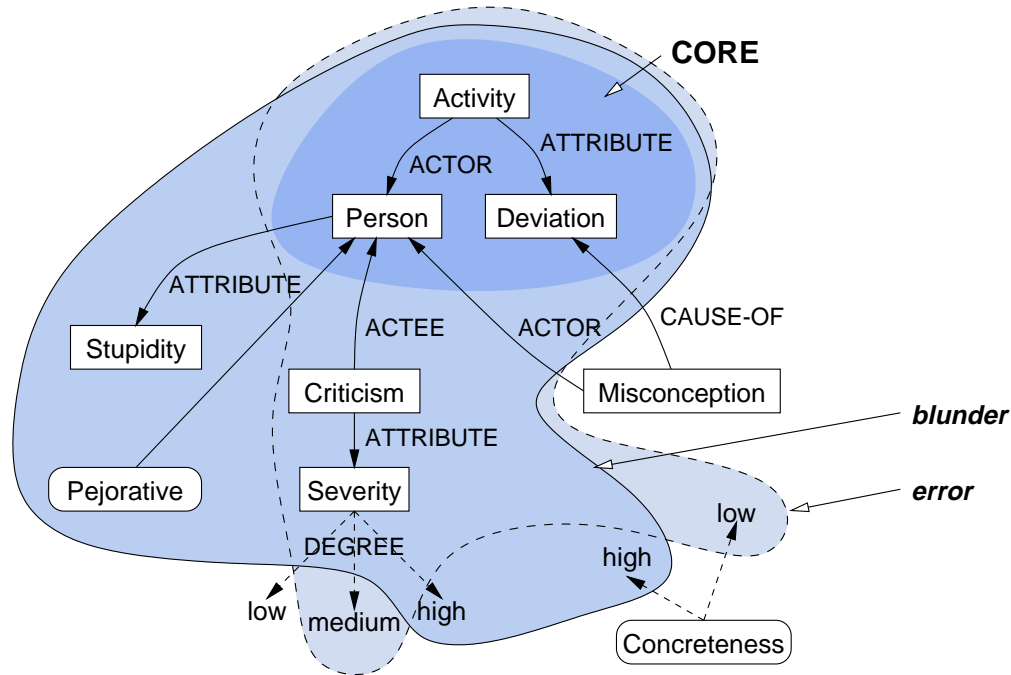 CORE
Activity
ATTRIBUTE
ACTOR
Person
Deviation
ATTRIBUTE
CAUSE-OF
ACTEE
ACTOR
Stupidity
Criticism
Misconception
blunder
ATTRIBUTE
Pejorative
Severity
error
low
DEGREE
high
low
medium
high
Concreteness